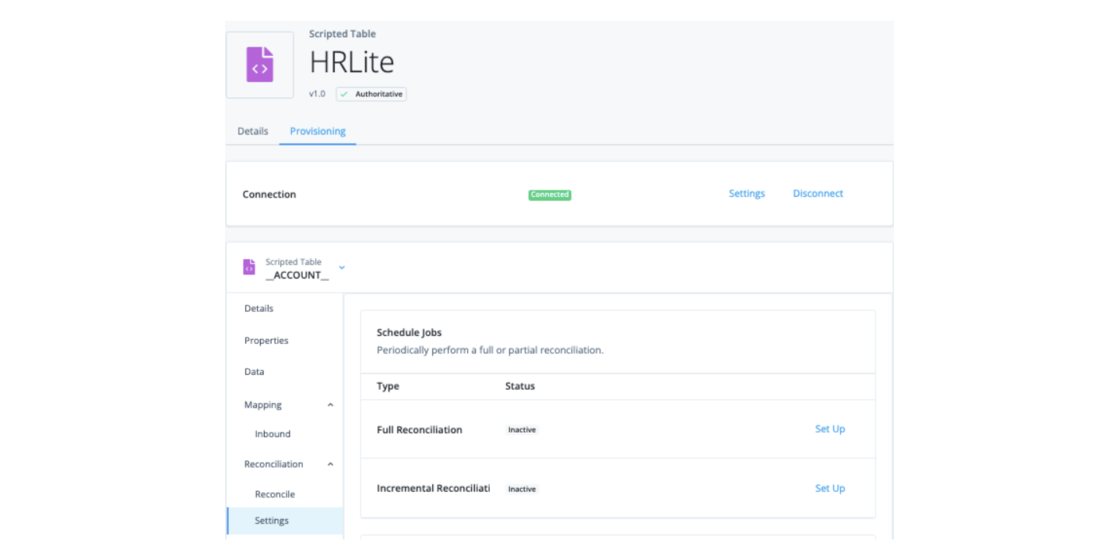 Scripted Table
HRLite
v1.0 Authoritative
Details Provisioning
Connection Connected Settings Disconnect
Scripted Table
__ACCOUNT__
Details
Properties
Data
Mapping
Inbound
Reconciliation
Reconcile
Settings
Schedule Jobs
Periodically perform a full or partial reconciliation.
Type Status
Full Reconciliation Inactive Set Up
Incremental Reconciliati Inactive Set Up